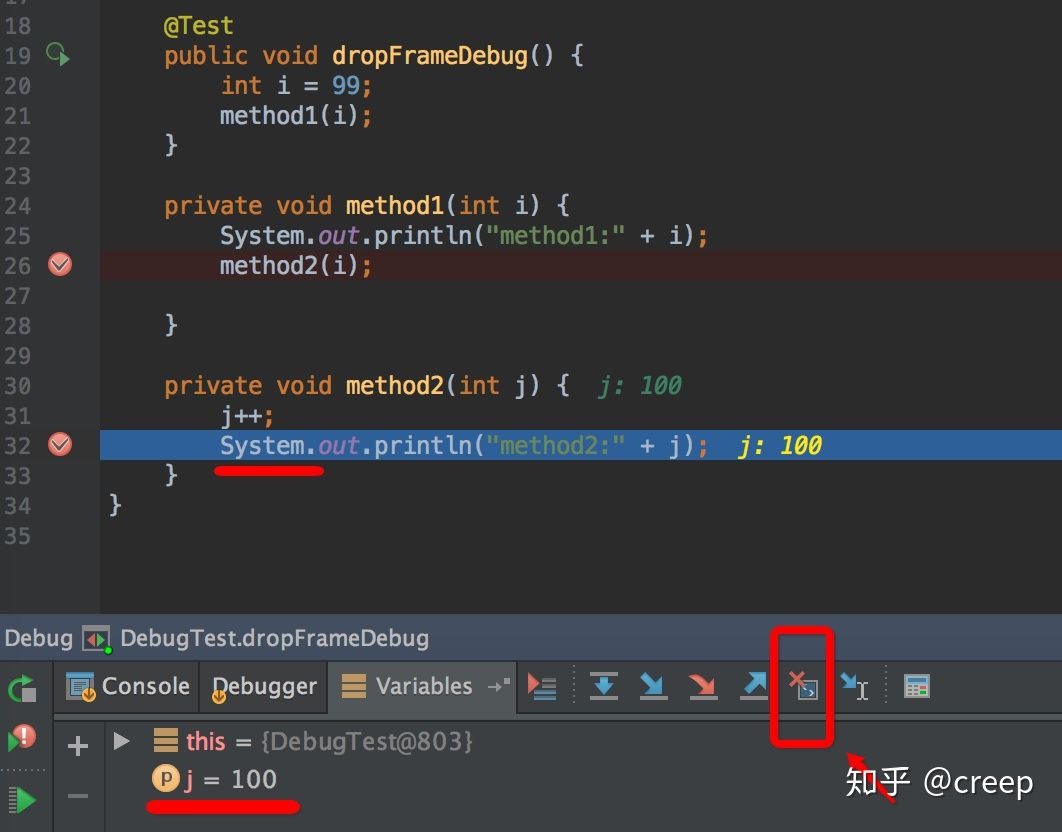 18 @Test
19 public void dropFrameDebug() {
20 int i = 99;
21 method1(i);
22 }
23
24 private void method1(int i) {
25 System.out.println("method1:" + i);
26 method2(i);
27
28 }
29
30 private void method2(int j) { j: 100
31 j++;
32 System.out.println("method2:" + j); j: 100
33 }
34 }
35
Debug DebugTest.dropFrameDebug
Console Debugger Variables
this = {DebugTest@803}
p j = 100
知乎 @creep